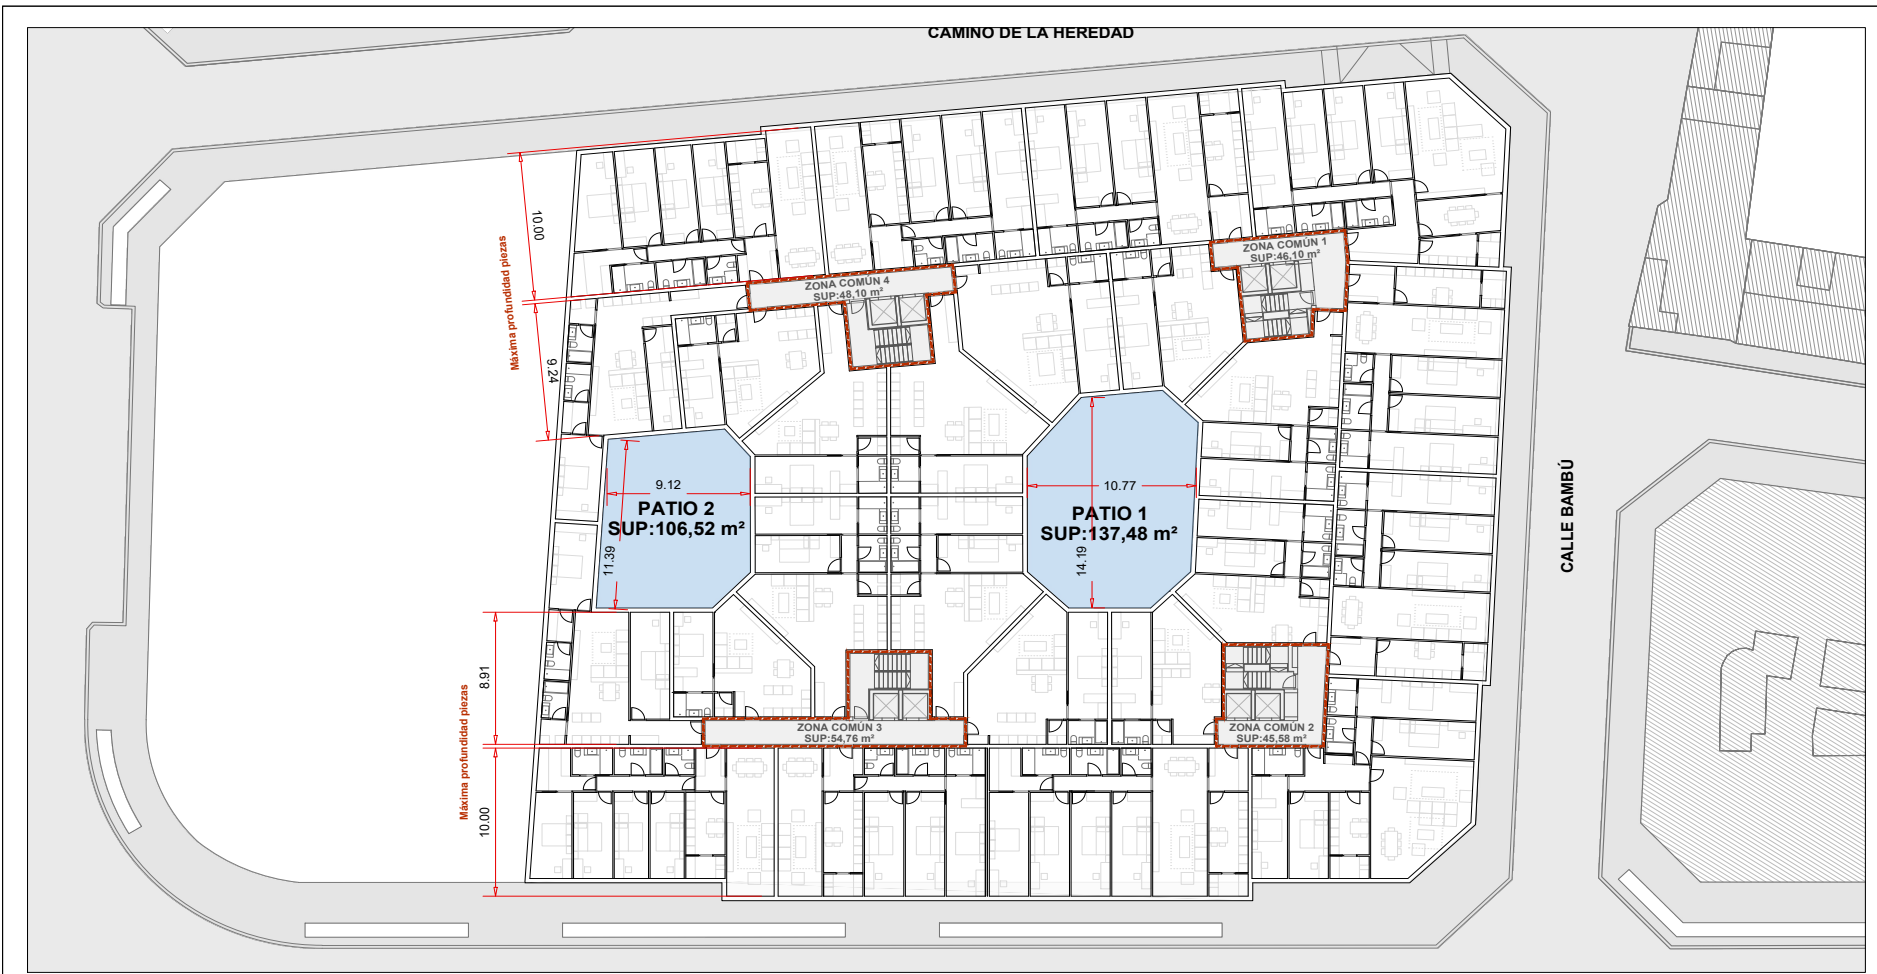 CAMINO DE LA HEREDAD
ZONA COMÚN 1
SUP:46,10 m²
10.00
Máxima profundidad piezas
ZONA COMÚN 4
SUP:48,10 m²
9.24
9.12
PATIO 2
SUP:106,52 m²
11.39
10.77
PATIO 1
SUP:137,48 m²
14.19
CALLE BAMBÚ
8.91
Máxima profundidad piezas
10.00
ZONA COMÚN 3
SUP:54,76 m²
ZONA COMÚN 2
SUP:45,58 m²